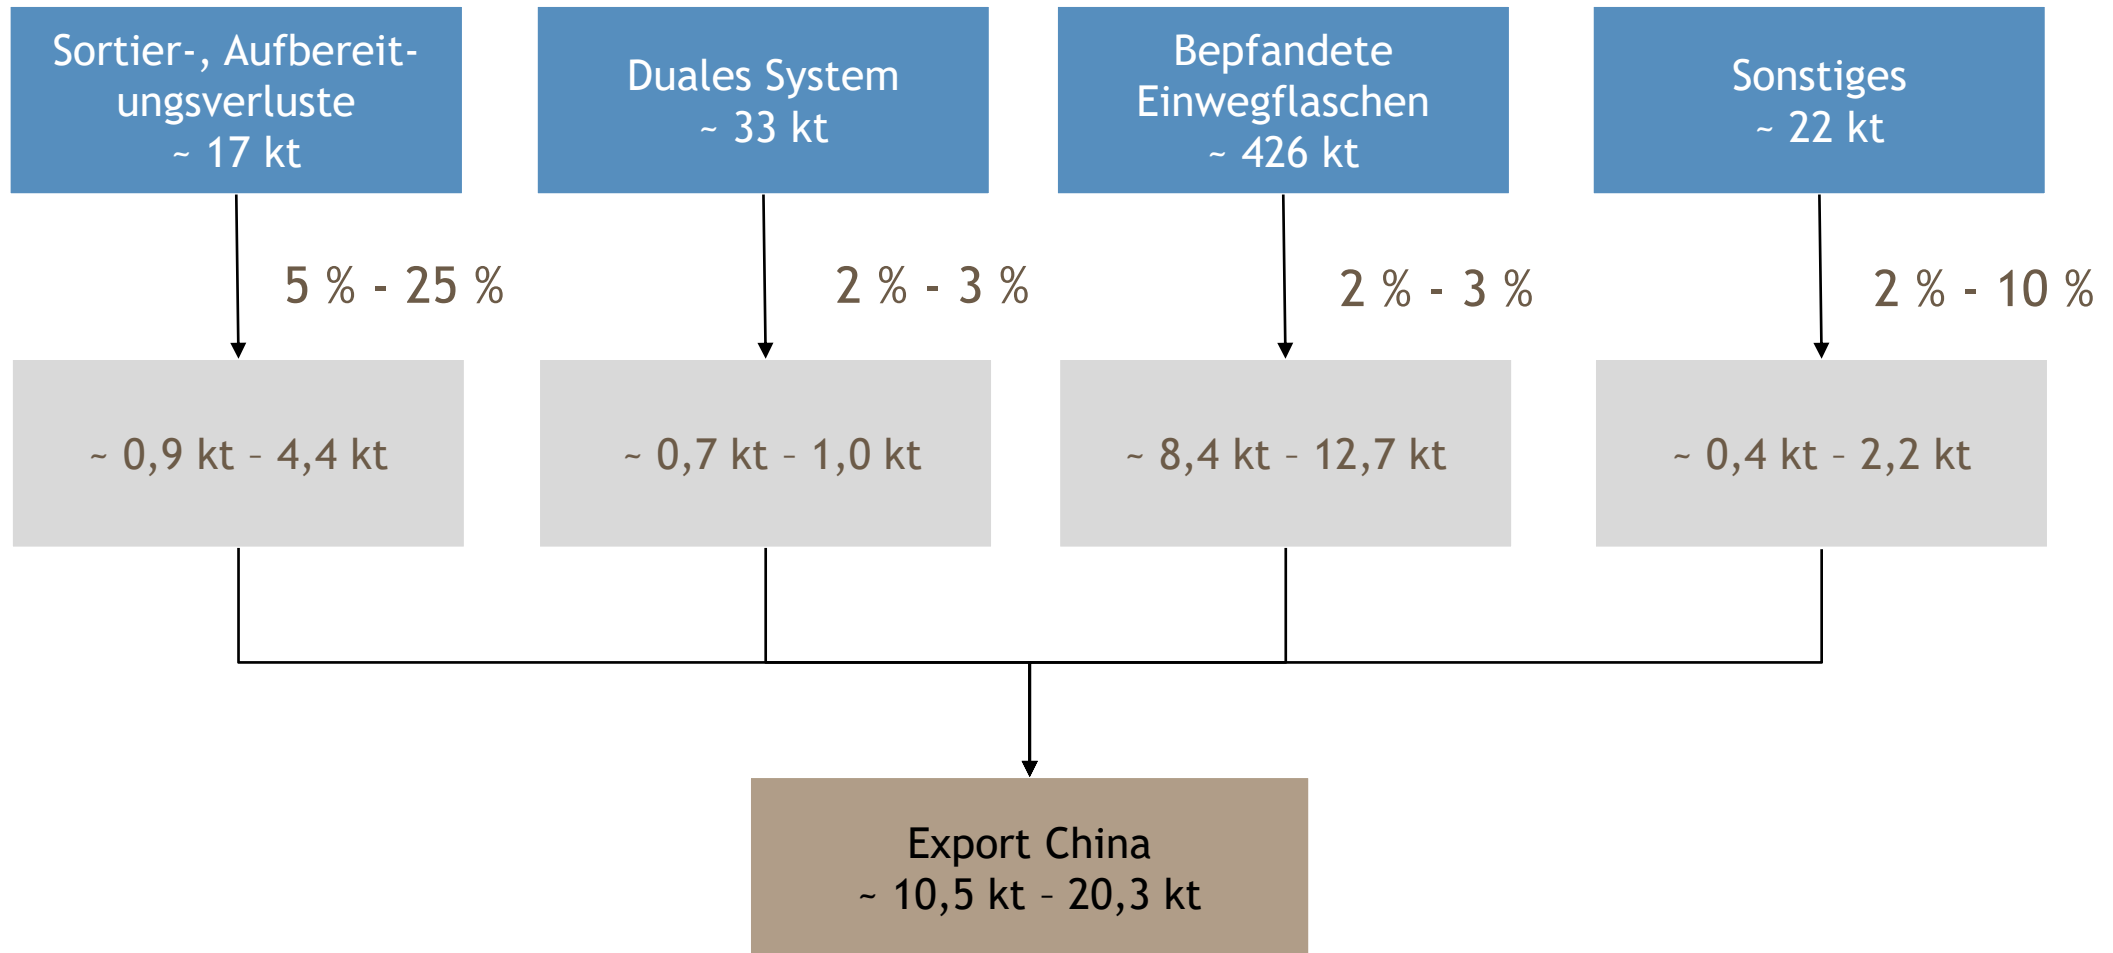 Sortier-, Aufbereit-
ungsverluste
~ 17 kt
Duales System
~ 33 kt
Bepfandete
Einwegflaschen
~ 426 kt
Sonstiges
~ 22 kt
5 % - 25 %
2 % - 3 %
2 % - 3 %
2 % - 10 %
~ 0,9 kt – 4,4 kt
~ 0,7 kt – 1,0 kt
~ 8,4 kt – 12,7 kt
~ 0,4 kt – 2,2 kt
Export China
~ 10,5 kt – 20,3 kt